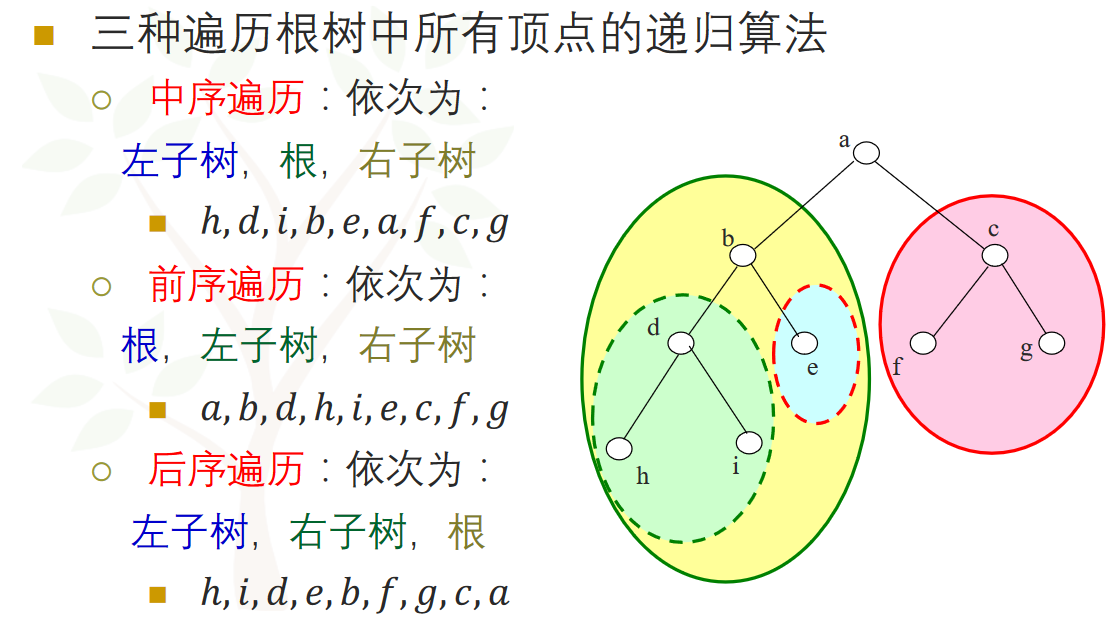 三种遍历根树中所有顶点的递归算法
中序遍历：依次为：
左子树, 根, 右子树
h, d, i, b, e, a, f, c, g
前序遍历：依次为：
根, 左子树, 右子树
a, b, d, h, i, e, c, f, g
后序遍历：依次为：
左子树, 右子树, 根
h, i, d, e, b, f, g, c, a
a
b
c
d
e
f
g
h
i